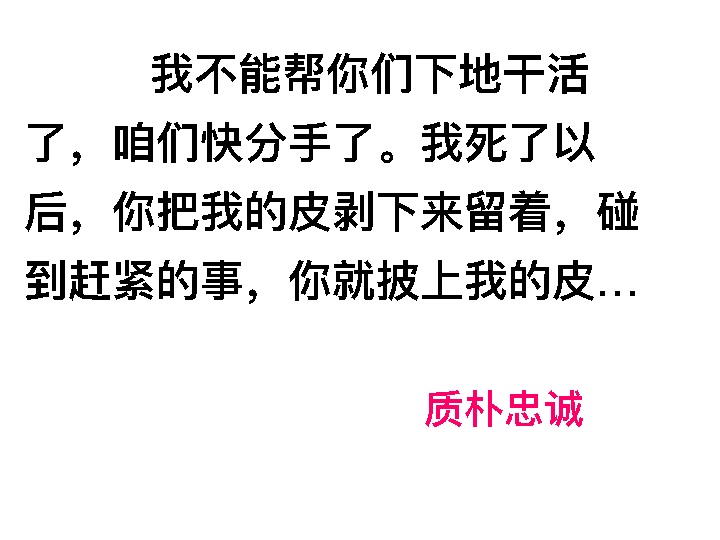 我不能帮你们下地干活
了，咱们快分手了。我死了以
后，你把我的皮剥下来留着，碰
到赶紧的事，你就披上我的皮…
质朴忠诚